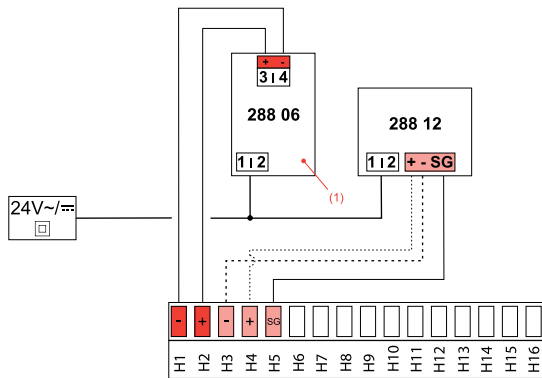 + -
3 ı 4
288 06
1 ı 2
(1)
288 12
1 ı 2
+ - SG
24V~/⎓
- + - + SG
H1 H2 H3 H4 H5 H6 H7 H8 H9 H10 H11 H12 H13 H14 H15 H16